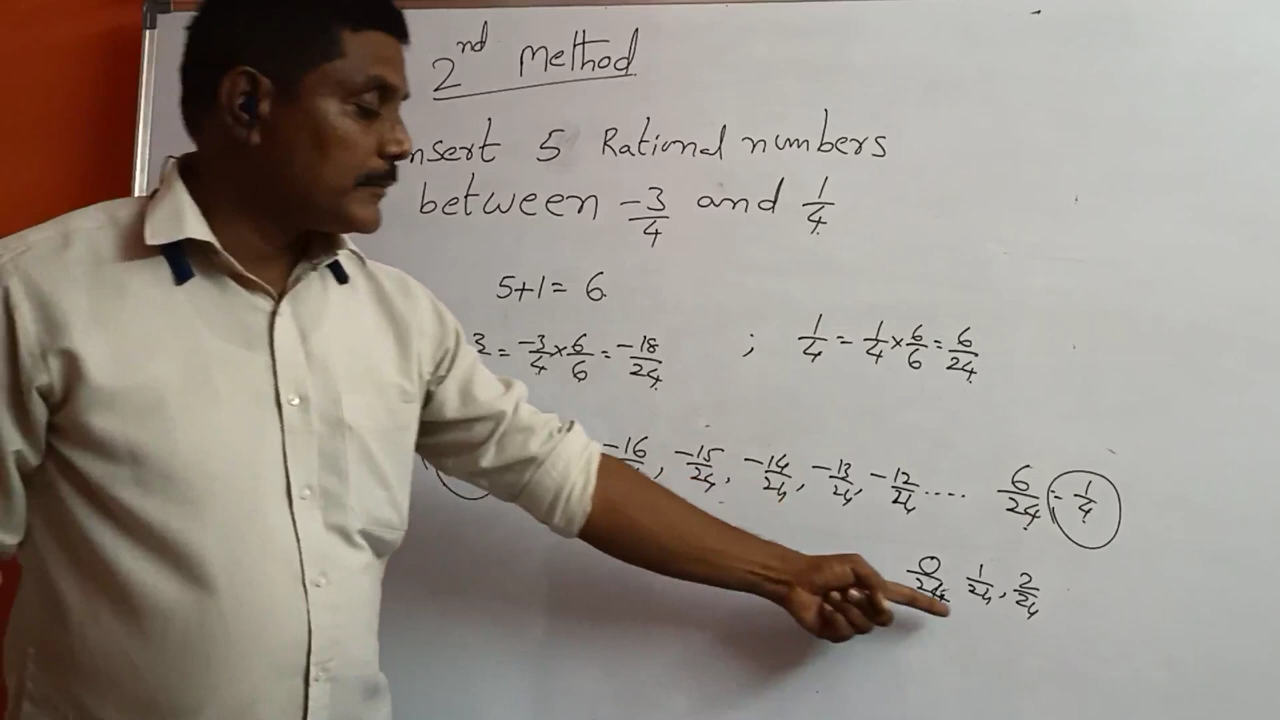 2nd Method
nsert 5 Rational numbers
between -3/4 and 1/4
5+1=6
3 = -3/4 × 6/6 = -18/24 ; 1/4 = 1/4 × 6/6 = 6/24
-16/24, -15/24, -14/24, -13/24, -12/24 .... 6/24 = 1/4
0/24 1/24, 2/24